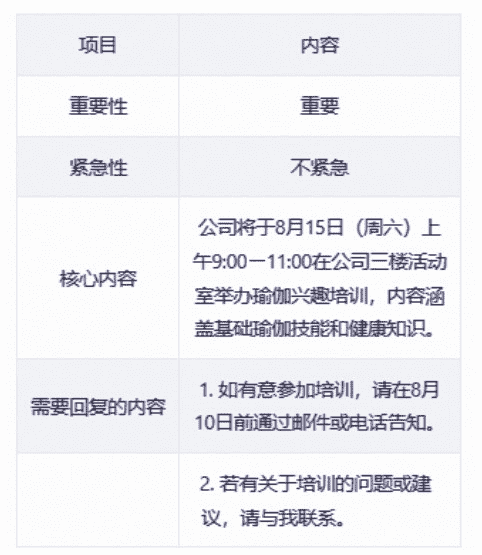 项目 内容
重要性 重要
紧急性 不紧急
核心内容
公司将于8月15日（周六）上
午9:00－11:00在公司三楼活动
室举办瑜伽兴趣培训，内容涵
盖基础瑜伽技能和健康知识。
需要回复的内容
1. 如有意参加培训，请在8月
10日前通过邮件或电话告知。
2. 若有关于培训的问题或建
议，请与我联系。